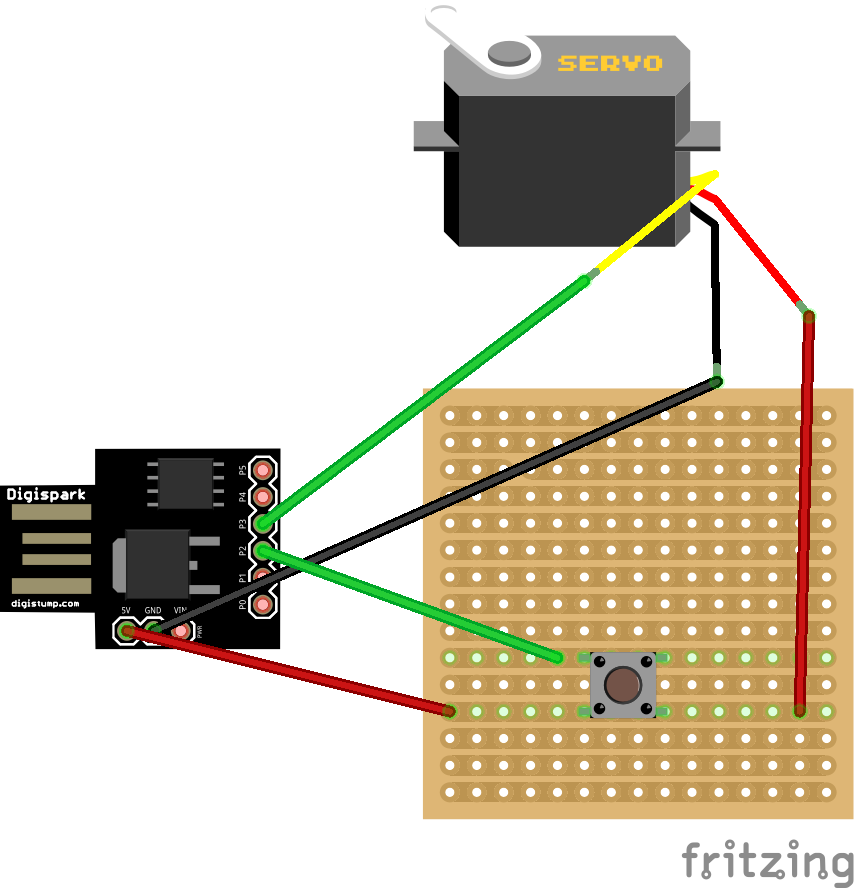 SERVO
Digispark
P5
P4
P3
P2
P1
P0
digistump.com
5V GND VIN
PWR
fritzing